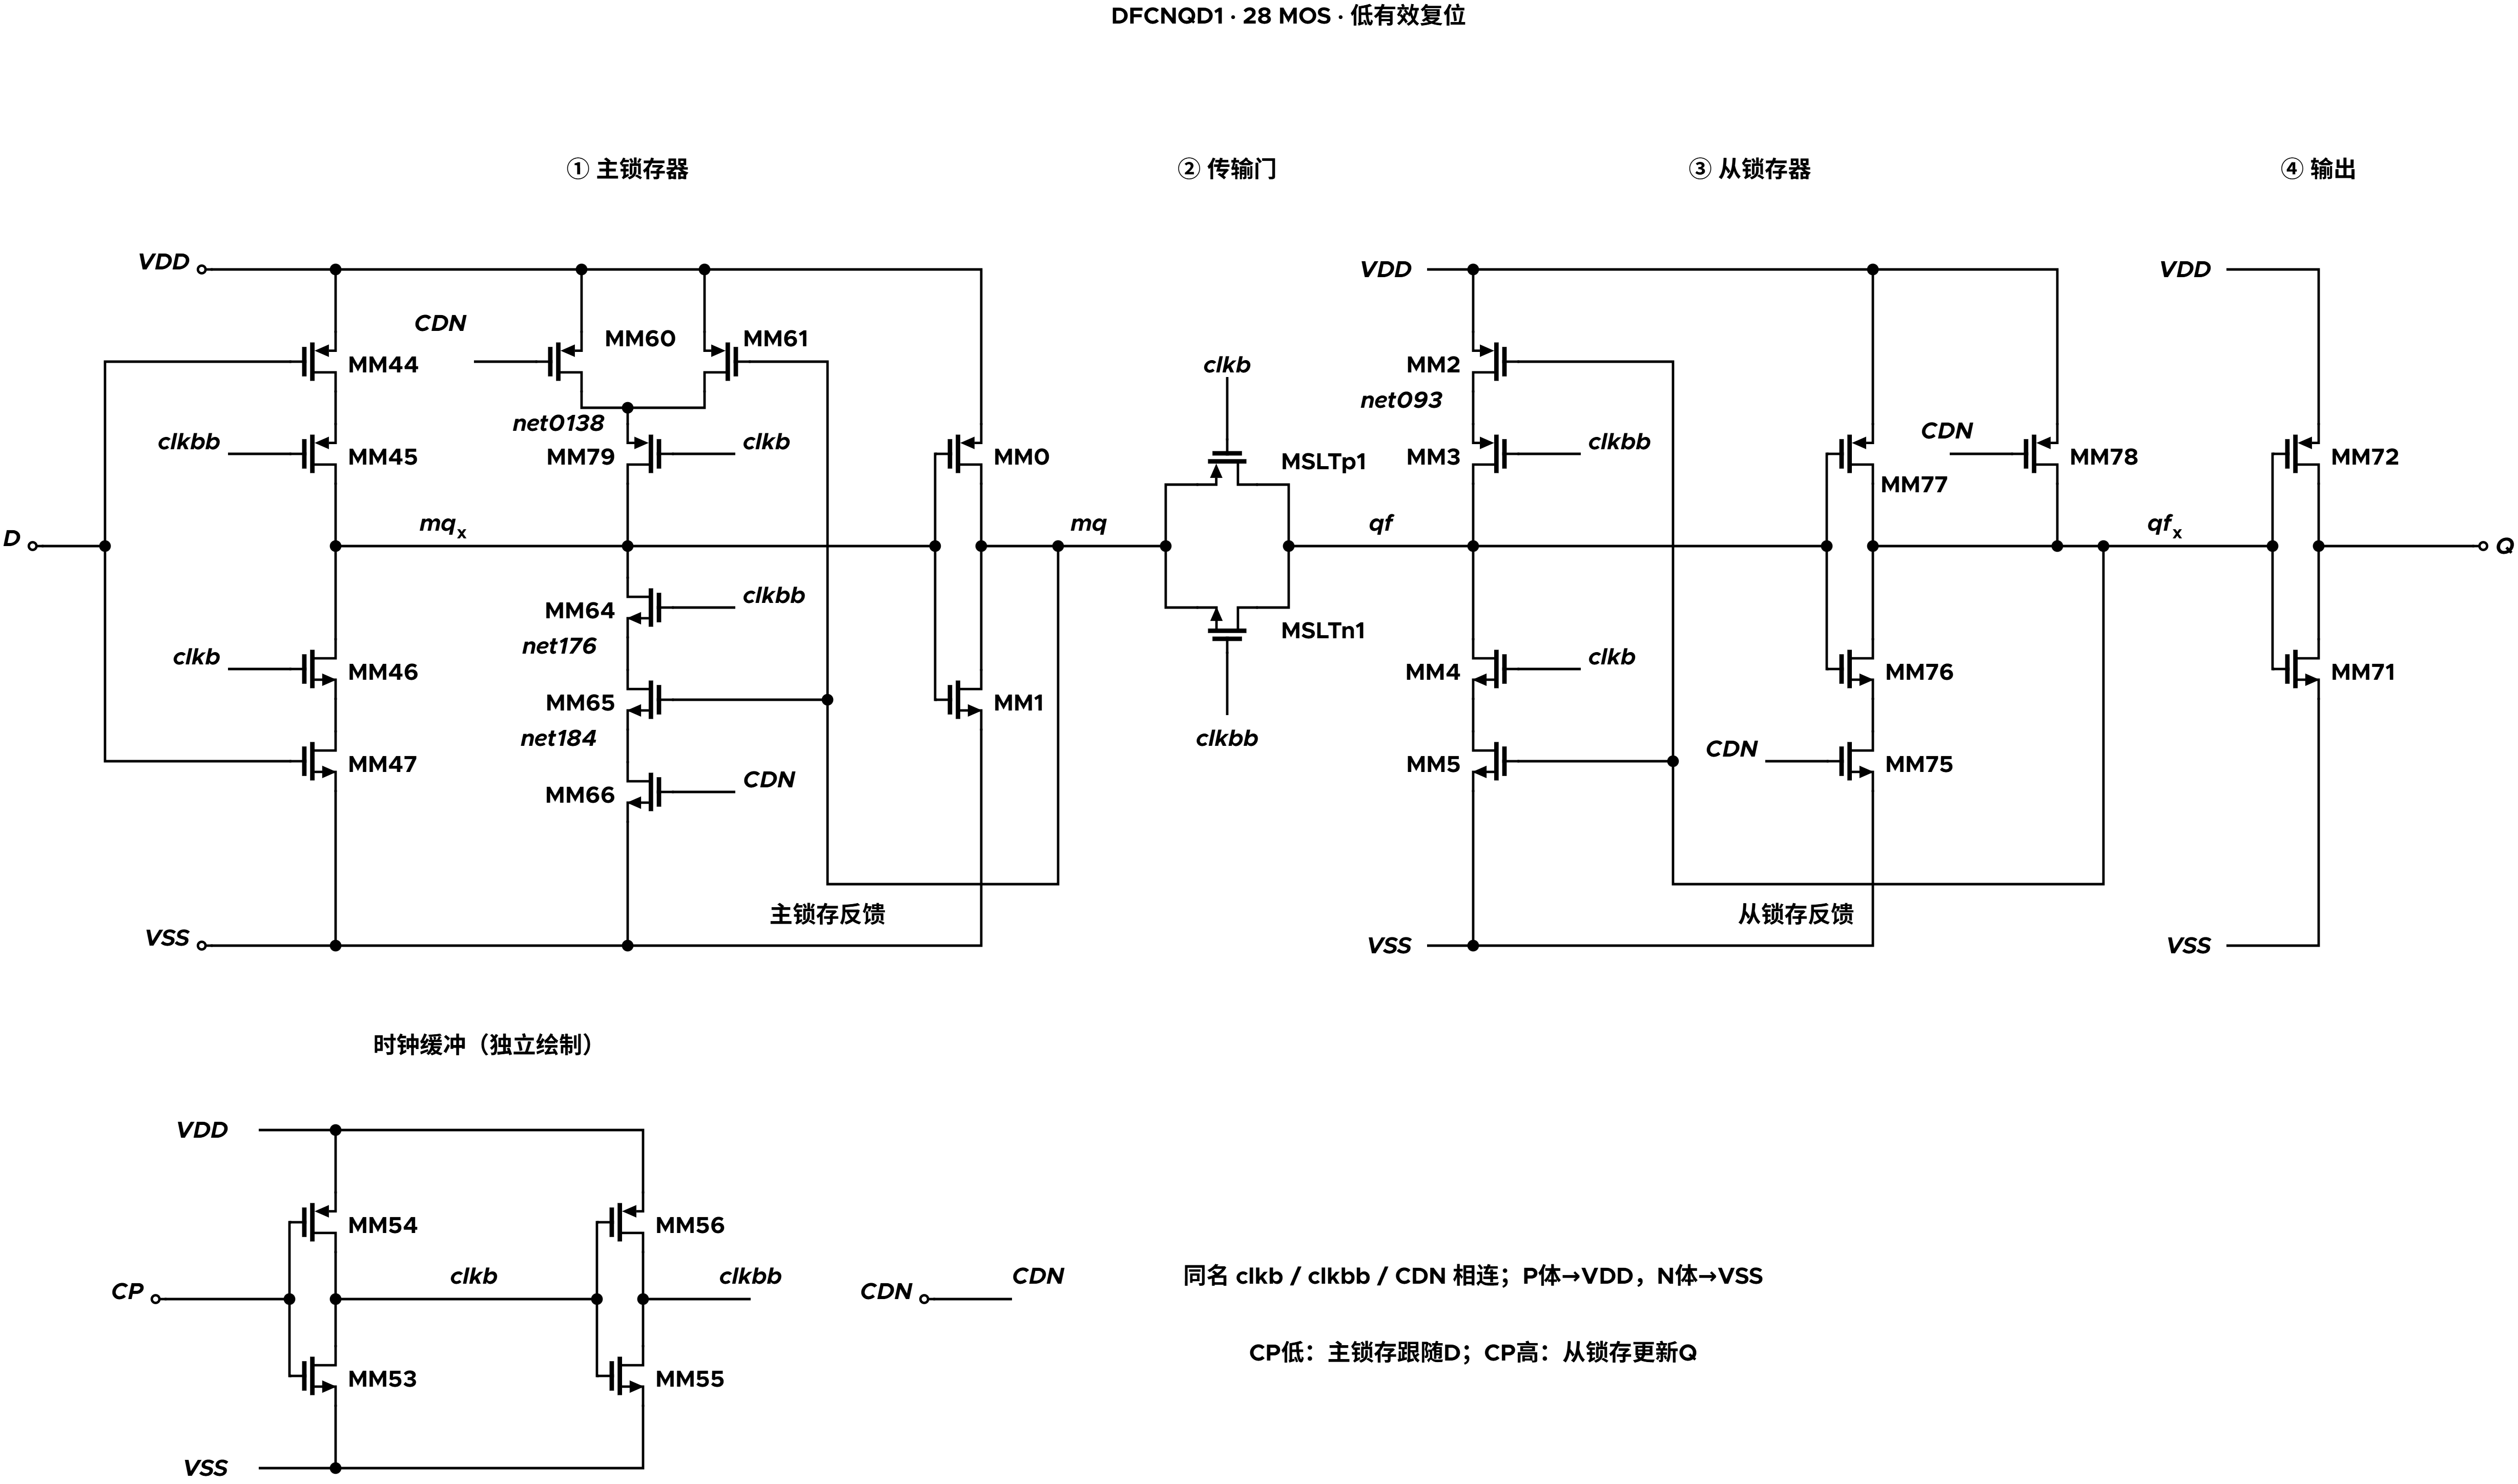 DFCNQD1 · 28 MOS · 低有效复位
① 主锁存器
② 传输门
③ 从锁存器
④ 输出
VDD
VDD
VDD
CDN
MM60
MM61
MM44
clkb
MM2
net093
net0138
CDN
clkbb
MM45
MM79
clkb
MM0
MSLTp1
MM3
clkbb
MM77
MM78
MM72
D
mqx
mq
qf
qfx
Q
MM64
clkbb
net176
MSLTn1
clkb
MM46
MM4
clkb
MM76
MM71
MM65
MM1
net184
clkbb
CDN
MM47
MM5
MM75
MM66
CDN
主锁存反馈
从锁存反馈
VSS
VSS
VSS
时钟缓冲（独立绘制）
VDD
MM54
MM56
CP
clkb
clkbb
CDN
CDN
同名 clkb / clkbb / CDN 相连；P体→VDD，N体→VSS
CP低：主锁存跟随D；CP高：从锁存更新Q
MM53
MM55
VSS